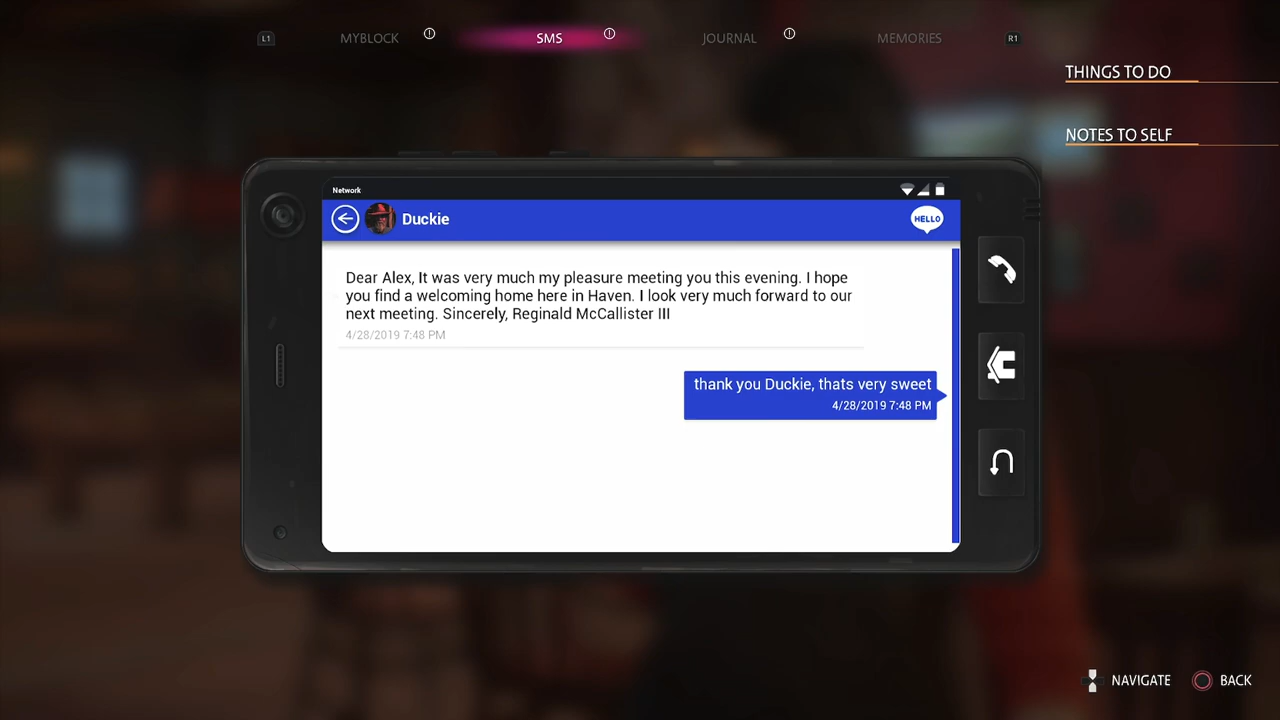 L1 MYBLOCK SMS JOURNAL MEMORIES R1
THINGS TO DO
NOTES TO SELF
Network
Duckie
HELLO
Dear Alex, It was very much my pleasure meeting you this evening. I hope
you find a welcoming home here in Haven. I look very much forward to our
next meeting. Sincerely, Reginald McCallister III
4/28/2019 7:48 PM
thank you Duckie, thats very sweet
4/28/2019 7:48 PM
NAVIGATE BACK